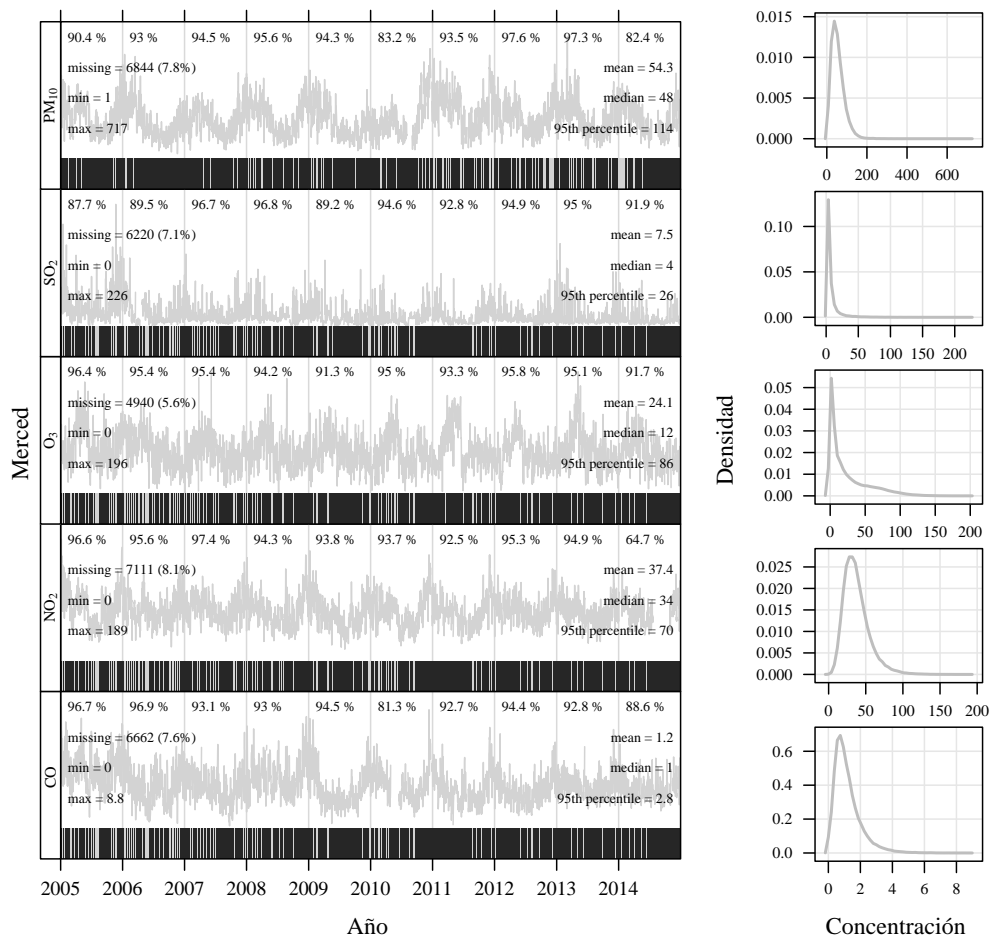 90.4 % 93 % 94.5 % 95.6 % 94.3 % 83.2 % 93.5 % 97.6 % 97.3 % 82.4 %
missing = 6844 (7.8%) mean = 54.3
min = 1 median = 48
max = 717 95th percentile = 114
PM₁₀
87.7 % 89.5 % 96.7 % 96.8 % 89.2 % 94.6 % 92.8 % 94.9 % 95 % 91.9 %
missing = 6220 (7.1%) mean = 7.5
min = 0 median = 4
max = 226 95th percentile = 26
SO₂
96.4 % 95.4 % 95.4 % 94.2 % 91.3 % 95 % 93.3 % 95.8 % 95.1 % 91.7 %
missing = 4940 (5.6%) mean = 24.1
min = 0 median = 12
max = 196 95th percentile = 86
O₃
96.6 % 95.6 % 97.4 % 94.3 % 93.8 % 93.7 % 92.5 % 95.3 % 94.9 % 64.7 %
missing = 7111 (8.1%) mean = 37.4
min = 0 median = 34
max = 189 95th percentile = 70
NO₂
96.7 % 96.9 % 93.1 % 93 % 94.5 % 81.3 % 92.7 % 94.4 % 92.8 % 88.6 %
missing = 6662 (7.6%) mean = 1.2
min = 0 median = 1
max = 8.8 95th percentile = 2.8
CO
Merced
2005 2006 2007 2008 2009 2010 2011 2012 2013 2014
Año
0.015
0.010
0.005
0.000
0 200 400 600
0.10
0.05
0.00
0 50 100 150 200
0.05
0.04
0.03
0.02
0.01
0.00
0 50 100 150 200
0.025
0.020
0.015
0.010
0.005
0.000
0 50 100 150 200
0.6
0.4
0.2
0.0
0 2 4 6 8
Densidad
Concentración